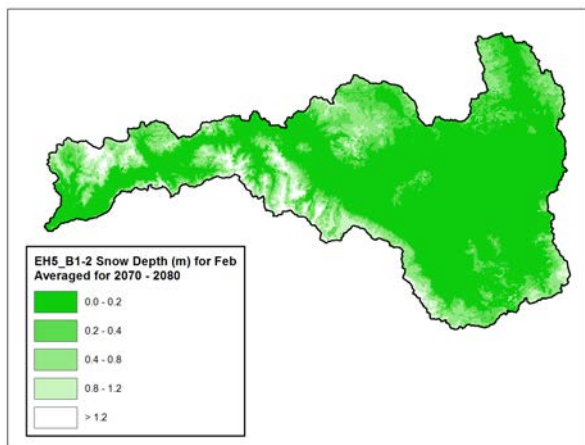 EH5_B1-2 Snow Depth (m) for Feb
Averaged for 2070 - 2080
0.0 - 0.2
0.2 - 0.4
0.4 - 0.8
0.8 - 1.2
> 1.2